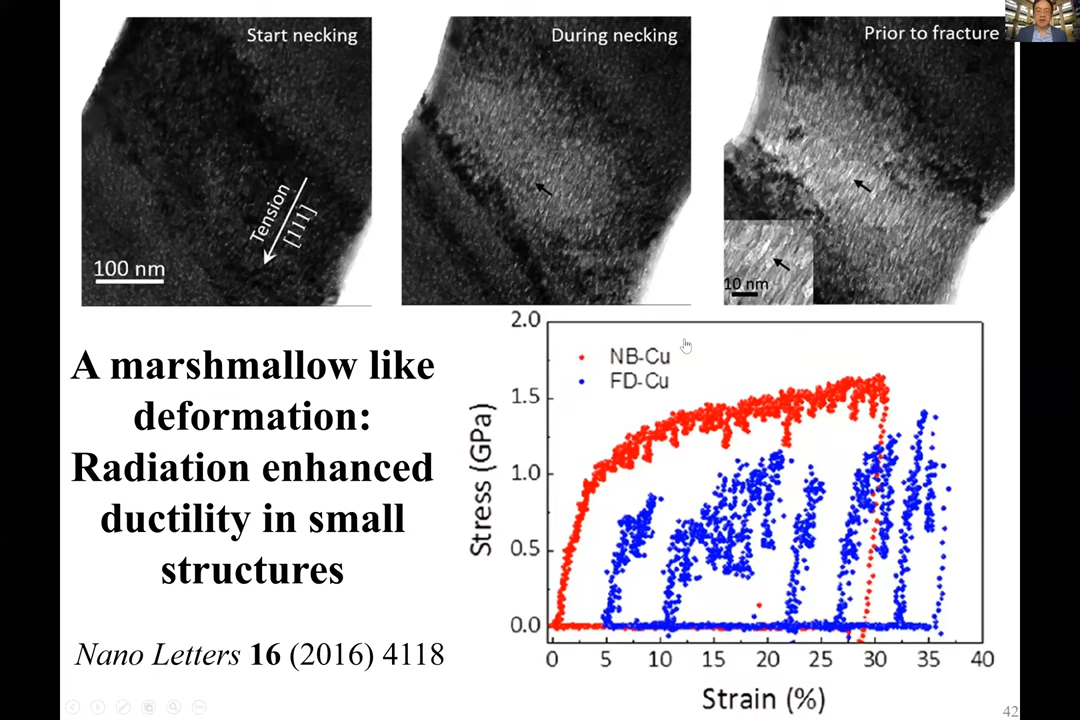 Start necking
During necking
Prior to fracture
Tension
[111]
100 nm
10 nm
A marshmallow like
deformation:
Radiation enhanced
ductility in small
structures
Nano Letters 16 (2016) 4118
2.0
1.5
1.0
0.5
0.0
Stress (GPa)
NB-Cu
FD-Cu
0 5 10 15 20 25 30 35 40
Strain (%)
42